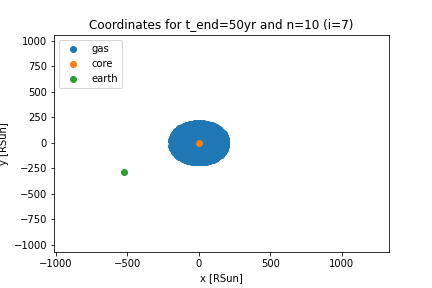 Coordinates for t_end=50yr and n=10 (i=7)
gas
core
earth
y [RSun]
1000
750
500
250
0
−250
−500
−750
−1000
−1000
−500
0
500
1000
x [RSun]